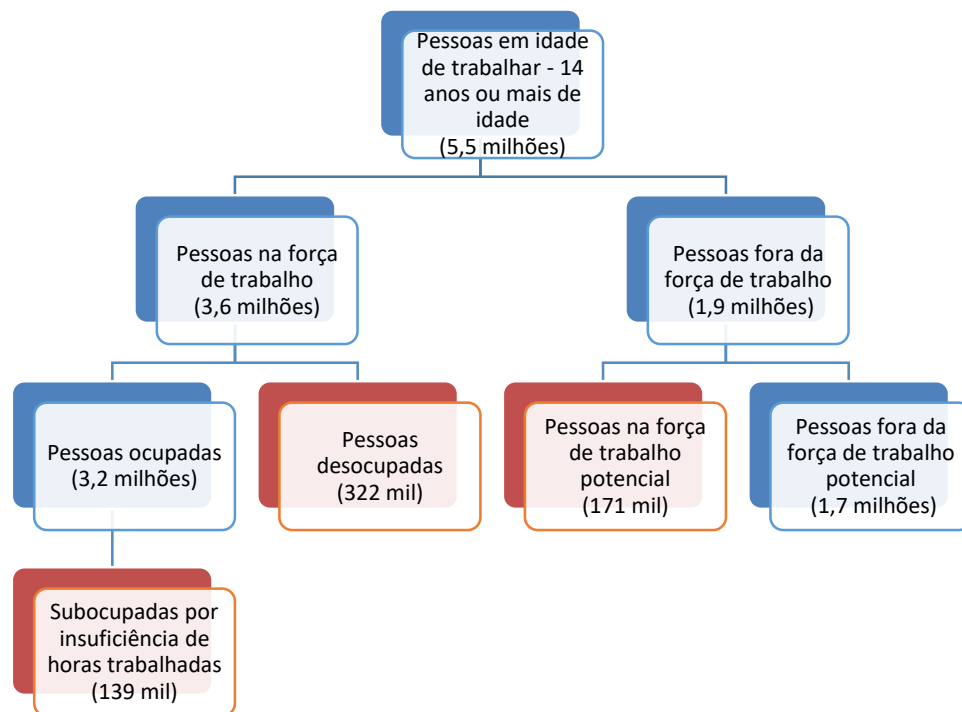 Pessoas em idade
de trabalhar - 14
anos ou mais de
idade
(5,5 milhões)
Pessoas na força
de trabalho
(3,6 milhões)
Pessoas fora da
força de trabalho
(1,9 milhões)
Pessoas ocupadas
(3,2 milhões)
Pessoas
desocupadas
(322 mil)
Pessoas na força
de trabalho
potencial
(171 mil)
Pessoas fora da
força de trabalho
potencial
(1,7 milhões)
Subocupadas por
insuficiência de
horas trabalhadas
(139 mil)